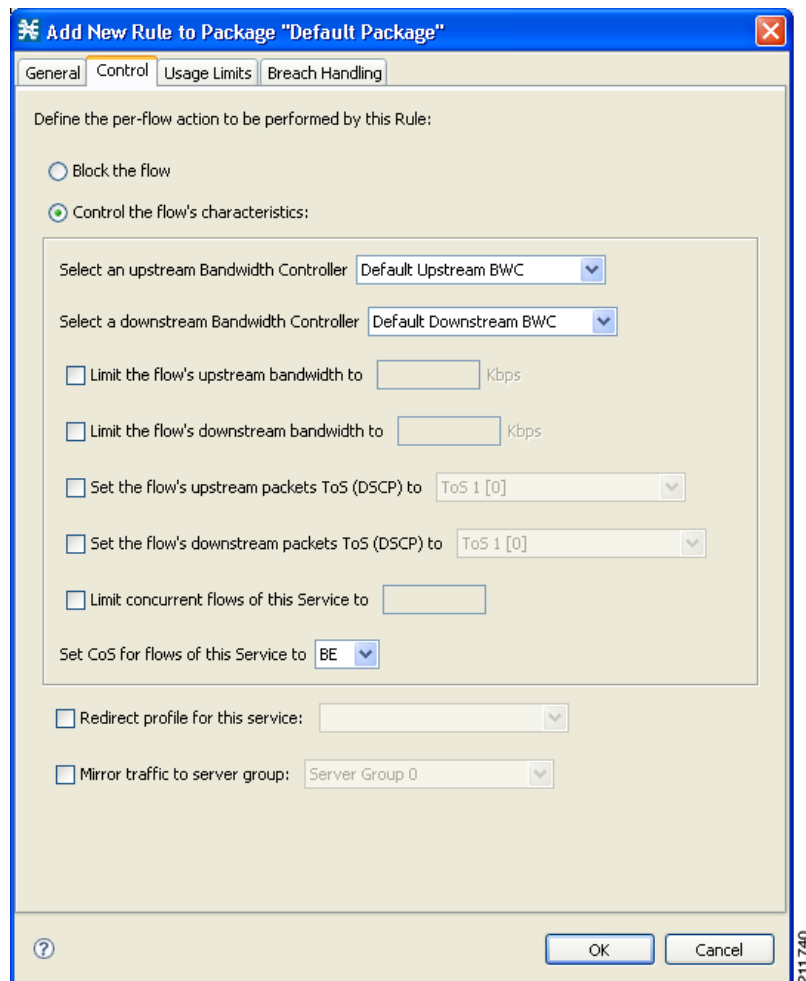 Add New Rule to Package "Default Package"
General Control Usage Limits Breach Handling
Define the per-flow action to be performed by this Rule:
Block the flow
Control the flow's characteristics:
Select an upstream Bandwidth Controller Default Upstream BWC
Select a downstream Bandwidth Controller Default Downstream BWC
Limit the flow's upstream bandwidth to Kbps
Limit the flow's downstream bandwidth to Kbps
Set the flow's upstream packets ToS (DSCP) to ToS 1 [0]
Set the flow's downstream packets ToS (DSCP) to ToS 1 [0]
Limit concurrent flows of this Service to
Set CoS for flows of this Service to BE
Redirect profile for this service:
Mirror traffic to server group: Server Group 0
? OK Cancel
211740